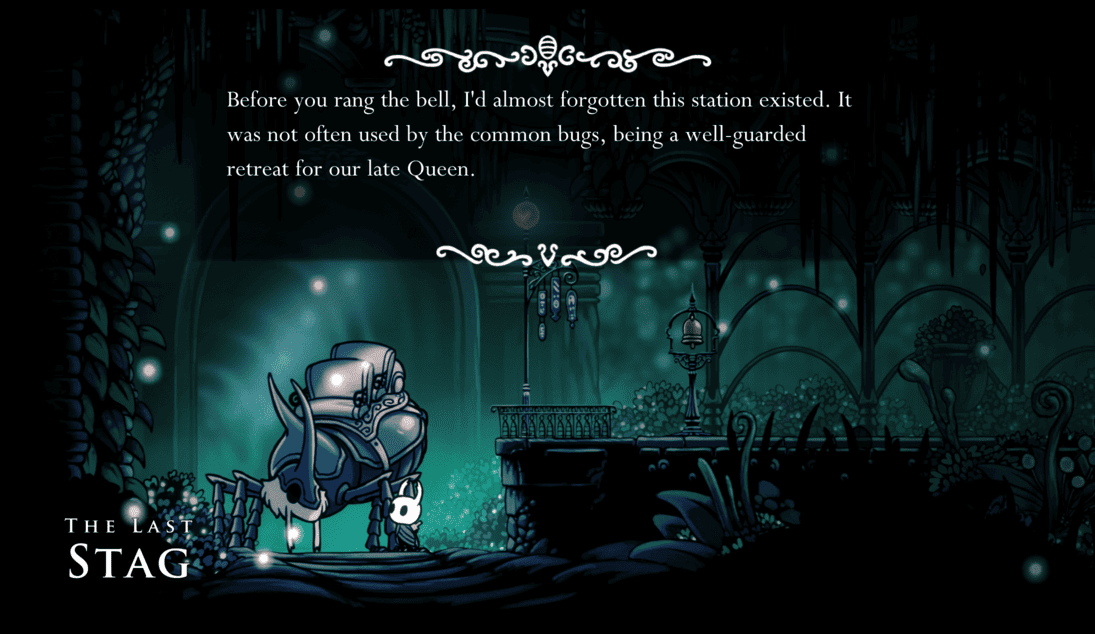 Before you rang the bell, I'd almost forgotten this station existed. It
was not often used by the common bugs, being a well-guarded
retreat for our late Queen.
The Last
Stag